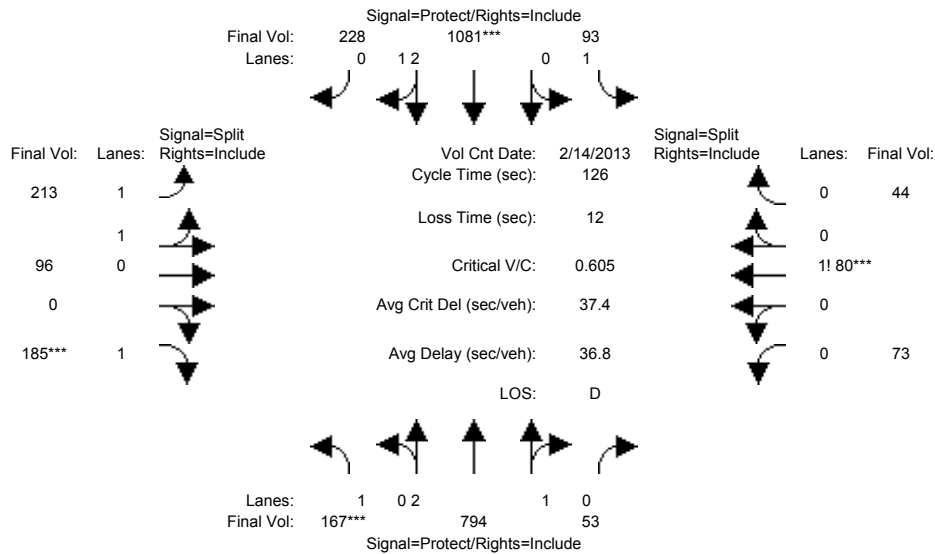 Signal=Protect/Rights=Include
Final Vol: 228 1081*** 93
Lanes: 0 1 2 0 1
Signal=Split
Final Vol: Lanes: Rights=Include
Vol Cnt Date: 2/14/2013
Signal=Split
Rights=Include Lanes: Final Vol:
Cycle Time (sec): 126
213 1
0 44
Loss Time (sec): 12
1
0
96 0
Critical V/C: 0.605
1! 80***
0
Avg Crit Del (sec/veh): 37.4
0
185*** 1
Avg Delay (sec/veh): 36.8
0 73
LOS: D
Lanes: 1 0 2 1 0
Final Vol: 167*** 794 53
Signal=Protect/Rights=Include